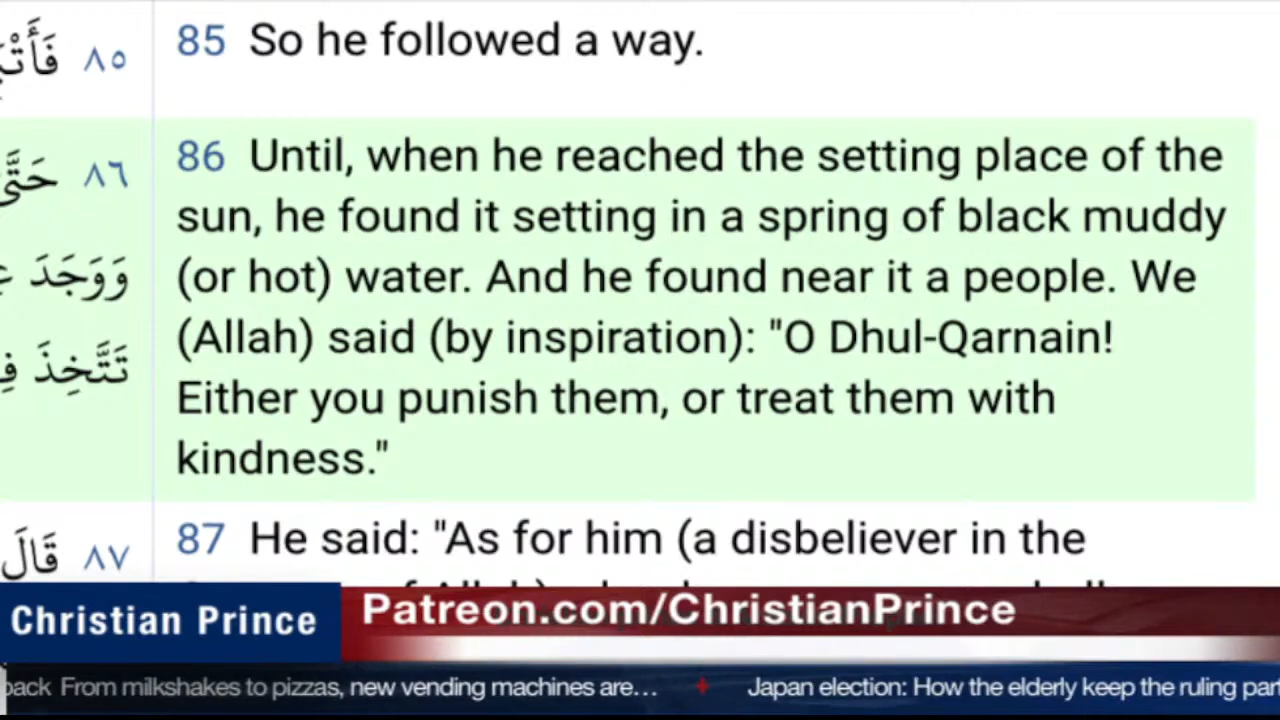 85 So he followed a way.
٨٥
86 Until, when he reached the setting place of the
٨٦
sun, he found it setting in a spring of black muddy
(or hot) water. And he found near it a people. We
وَوَجَدَ
(Allah) said (by inspiration): "O Dhul-Qarnain!
تَتَّخِذَ
Either you punish them, or treat them with
kindness."
87 He said: "As for him (a disbeliever in the
قَالَ ٨٧
Christian Prince
Patreon.com/ChristianPrince
back From milkshakes to pizzas, new vending machines are...
Japan election: How the elderly keep the ruling